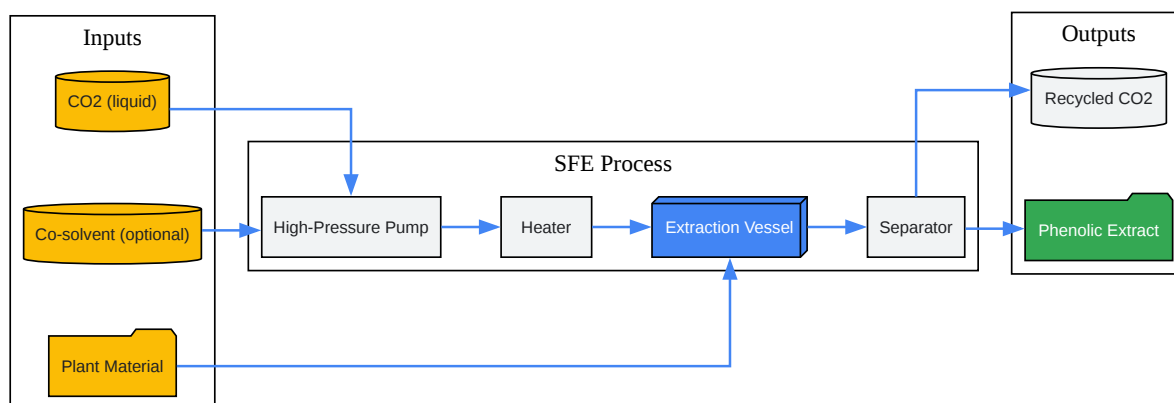 Inputs
CO2 (liquid)
Co-solvent (optional)
Plant Material
SFE Process
High-Pressure Pump
Heater
Extraction Vessel
Separator
Outputs
Recycled CO2
Phenolic Extract